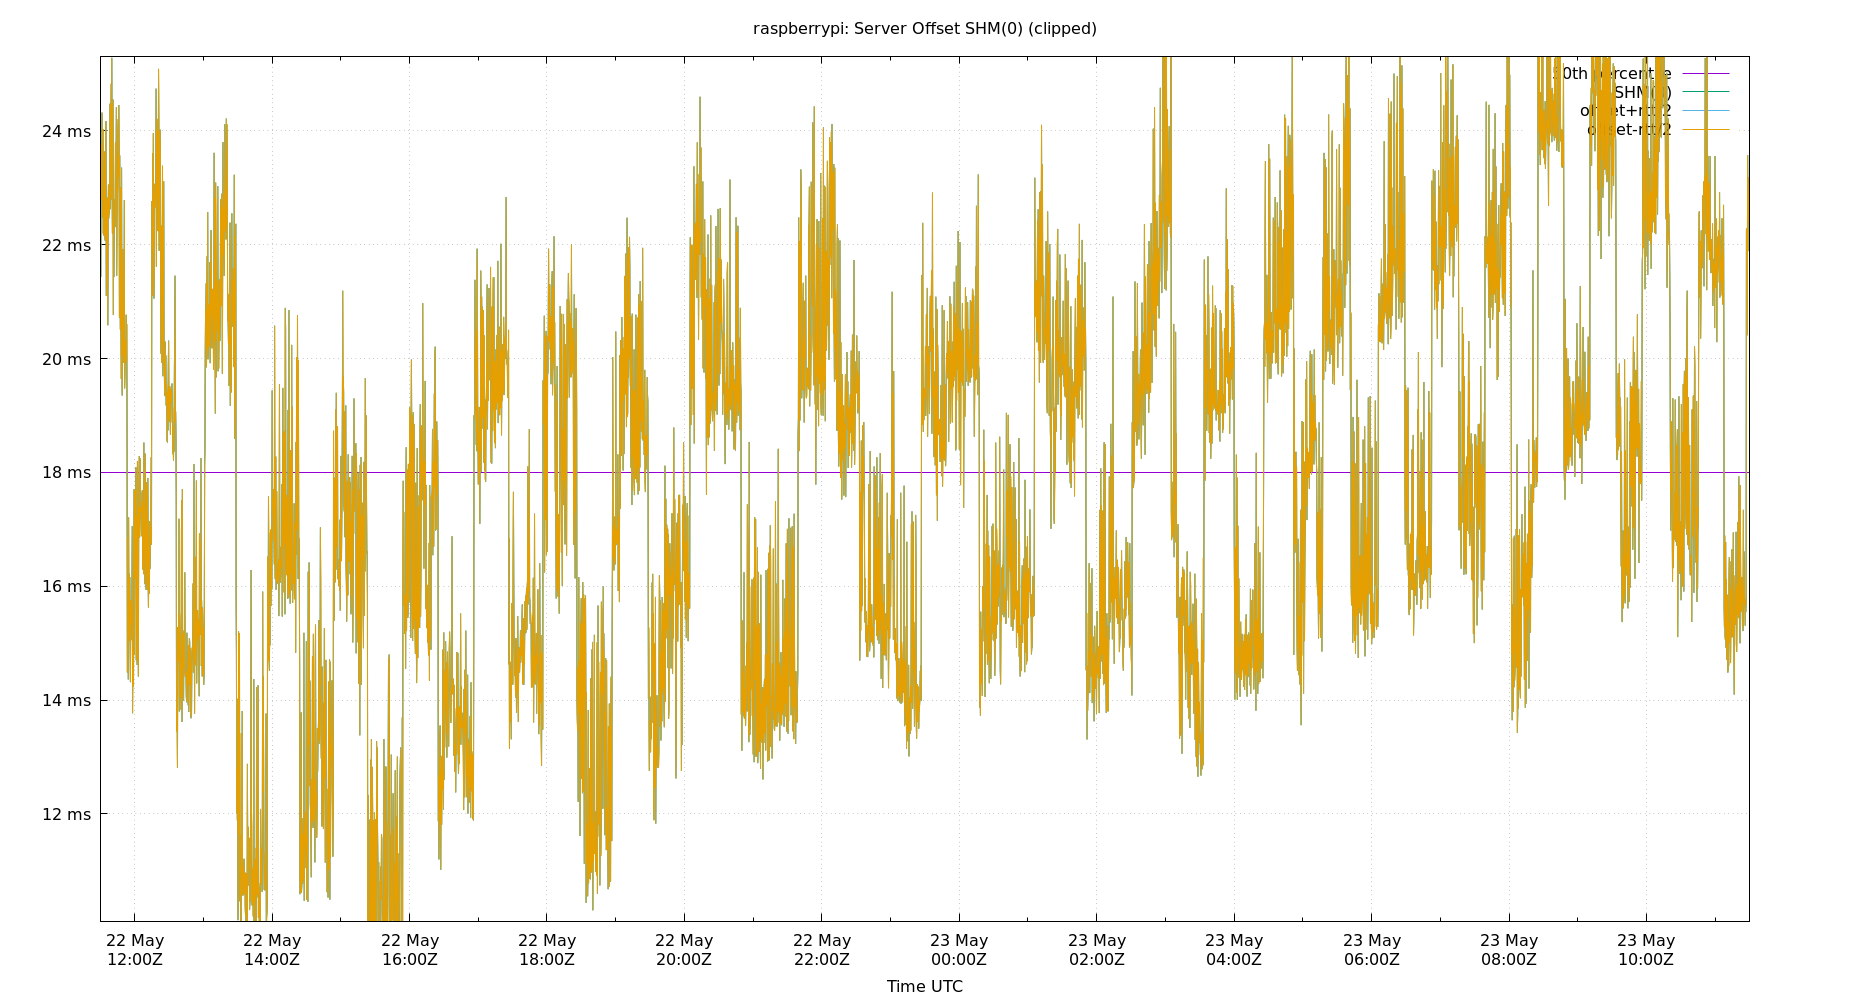 raspberrypi: Server Offset SHM(0) (clipped)
24 ms
22 ms
20 ms
18 ms
16 ms
14 ms
12 ms
22 May 12:00Z
22 May 14:00Z
22 May 16:00Z
22 May 18:00Z
22 May 20:00Z
22 May 22:00Z
23 May 00:00Z
23 May 02:00Z
23 May 04:00Z
23 May 06:00Z
23 May 08:00Z
23 May 10:00Z
Time UTC